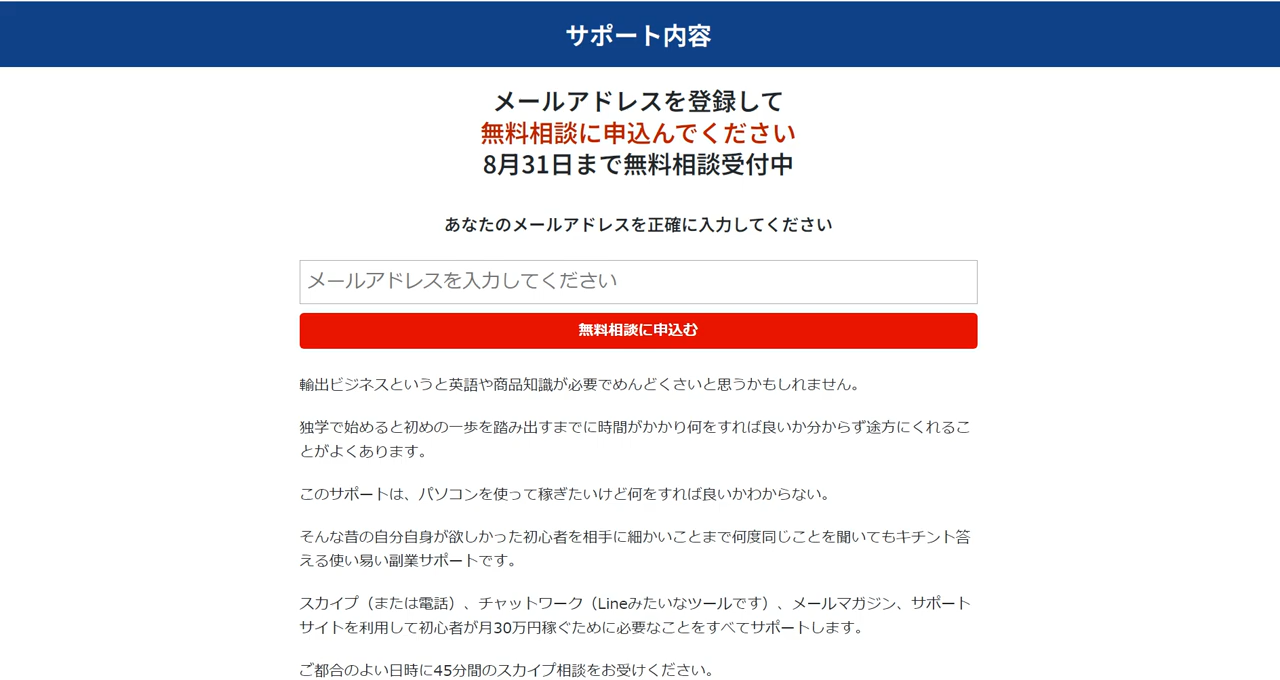 サポート内容
メールアドレスを登録して
無料相談に申込んでください
8月31日まで無料相談受付中
あなたのメールアドレスを正確に入力してください
メールアドレスを入力してください
無料相談に申込む
輸出ビジネスというと英語や商品知識が必要でめんどくさいと思うかもしれません。
独学で始めると初めの一歩を踏み出すまでに時間がかかり何をすれば良いか分からず途方にくれるこ
とがよくあります。
このサポートは、パソコンを使って稼ぎたいけど何をすれば良いかわからない。
そんな昔の自分自身が欲しかった初心者を相手に細かいことまで何度同じことを聞いてもキチント答
える使い易い副業サポートです。
スカイプ（または電話）、チャットワーク（Lineみたいなツールです）、メールマガジン、サポート
サイトを利用して初心者が月30万円稼ぐために必要なことをすべてサポートします。
ご都合のよい日時に45分間のスカイプ相談をお受けください。